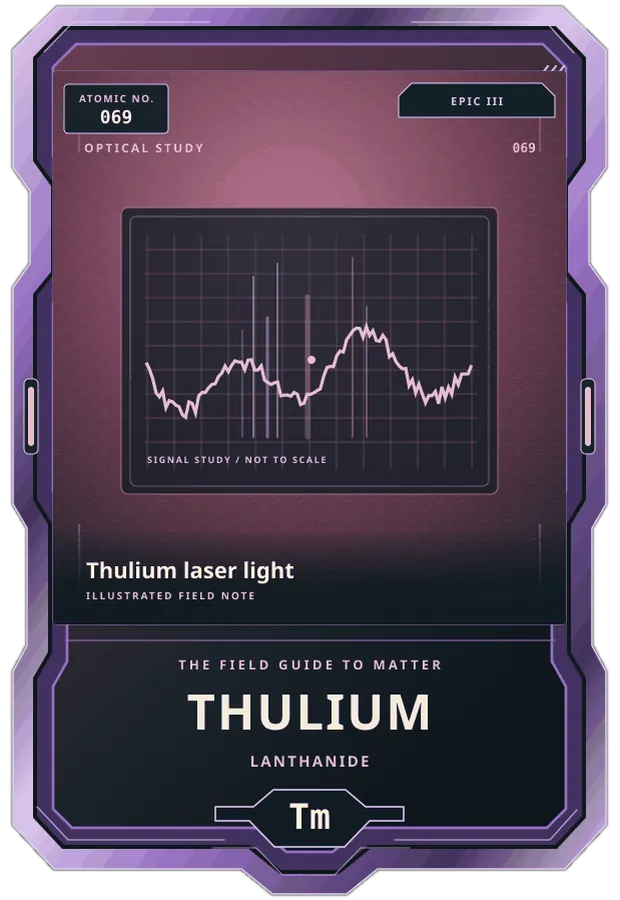 ATOMIC NO.
069
EPIC III
OPTICAL STUDY
069
SIGNAL STUDY / NOT TO SCALE
Thulium laser light
ILLUSTRATED FIELD NOTE
THE FIELD GUIDE TO MATTER
THULIUM
LANTHANIDE
Tm